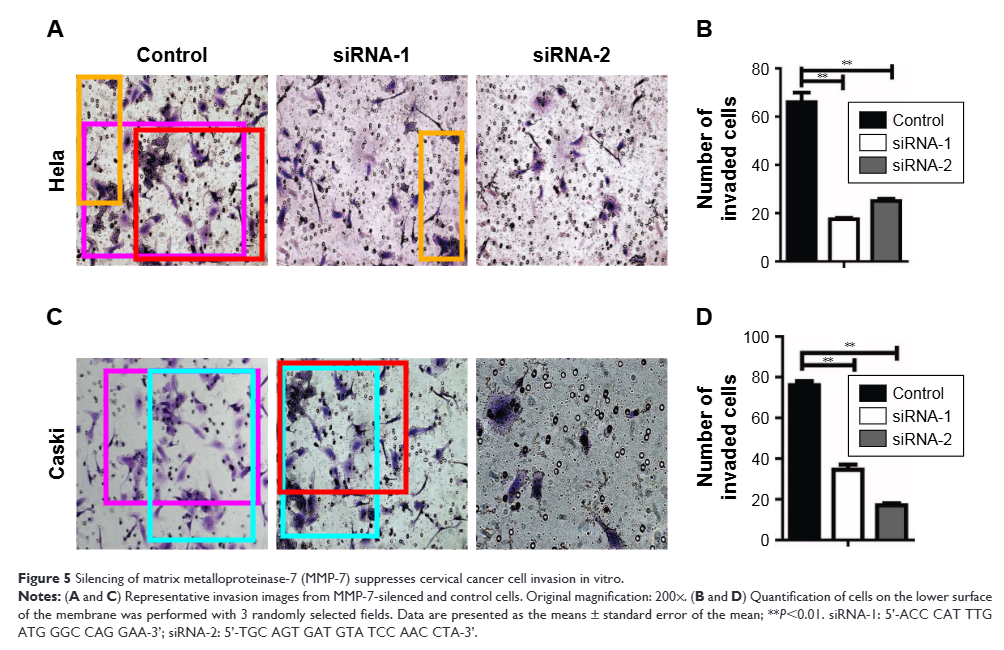 A
Control
siRNA-1
siRNA-2
Hela
B
Number of
invaded cells
80
60
40
20
0
**
**
Control
siRNA-1
siRNA-2
C
Caski
D
Number of
invaded cells
100
80
60
40
20
0
**
**
Control
siRNA-1
siRNA-2
Figure 5 Silencing of matrix metalloproteinase-7 (MMP-7) suppresses cervical cancer cell invasion in vitro.
Notes: (A and C) Representative invasion images from MMP-7-silenced and control cells. Original magnification: 200×. (B and D) Quantification of cells on the lower surface
of the membrane was performed with 3 randomly selected fields. Data are presented as the means ± standard error of the mean; **P<0.01. siRNA-1: 5'-ACC CAT TTG
ATG GGC CAG GAA-3'; siRNA-2: 5'-TGC AGT GAT GTA TCC AAC CTA-3'.